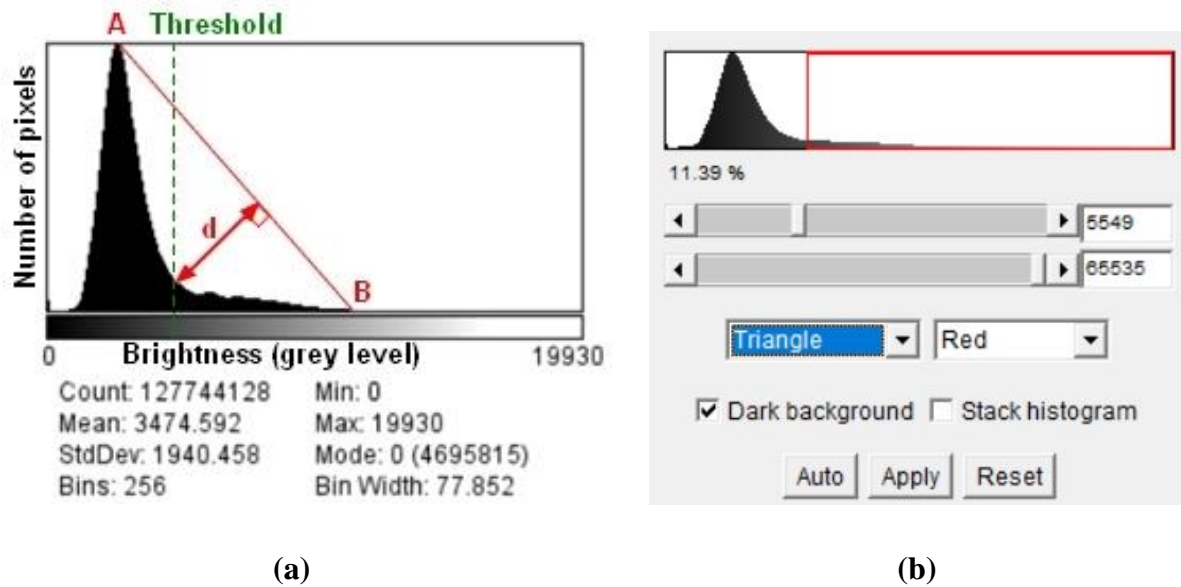 A Threshold
Number of pixels
d
B
0 Brightness (grey level) 19930
Count: 127744128 Min: 0
Mean: 3474.592 Max: 19930
StdDev: 1940.458 Mode: 0 (4695815)
Bins: 256 Bin Width: 77.852
(a)
11.39 %
5549
65535
Triangle Red
Dark background Stack histogram
Auto Apply Reset
(b)